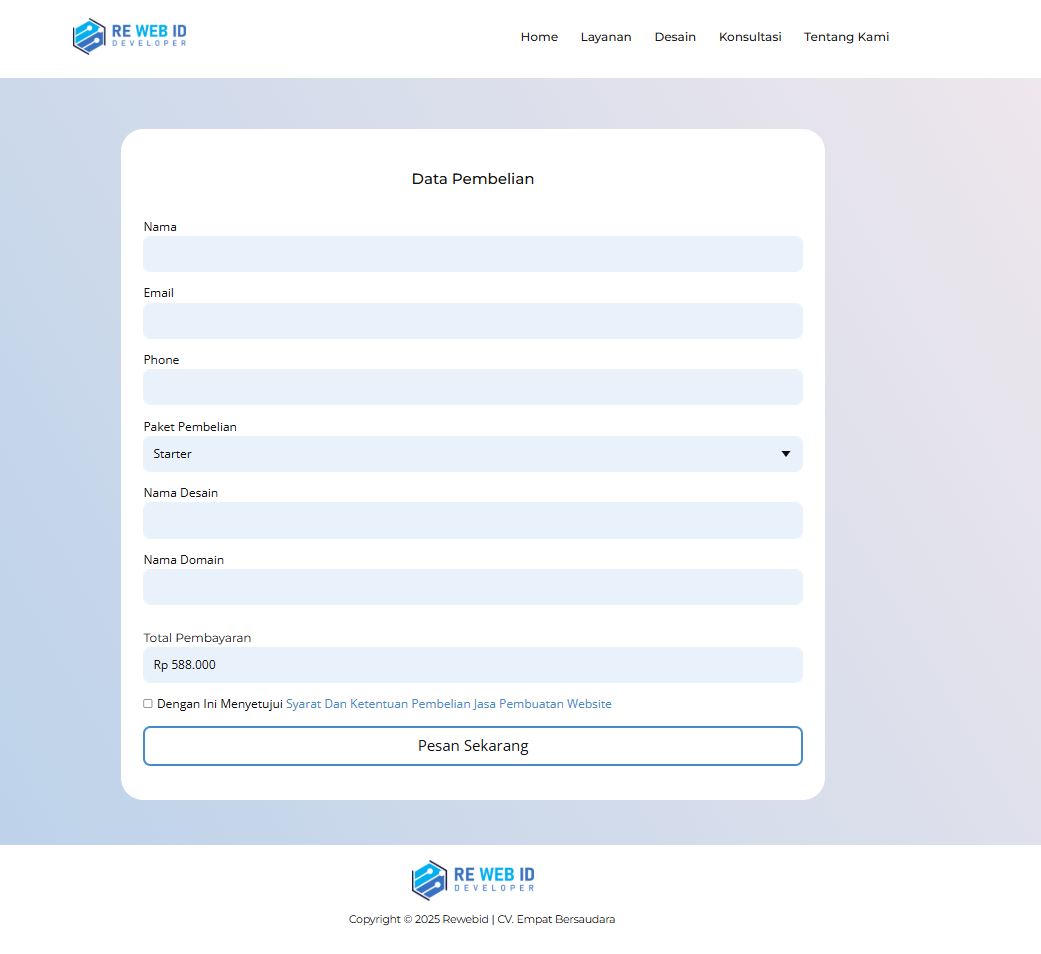 RE WEB ID
DEVELOPER
Home Layanan Desain Konsultasi Tentang Kami
Data Pembelian
Nama
Email
Phone
Paket Pembelian
Starter
Nama Desain
Nama Domain
Total Pembayaran
Rp 588.000
Dengan Ini Menyetujui Syarat Dan Ketentuan Pembelian Jasa Pembuatan Website
Pesan Sekarang
RE WEB ID
DEVELOPER
Copyright © 2025 Rewebid | CV. Empat Bersaudara